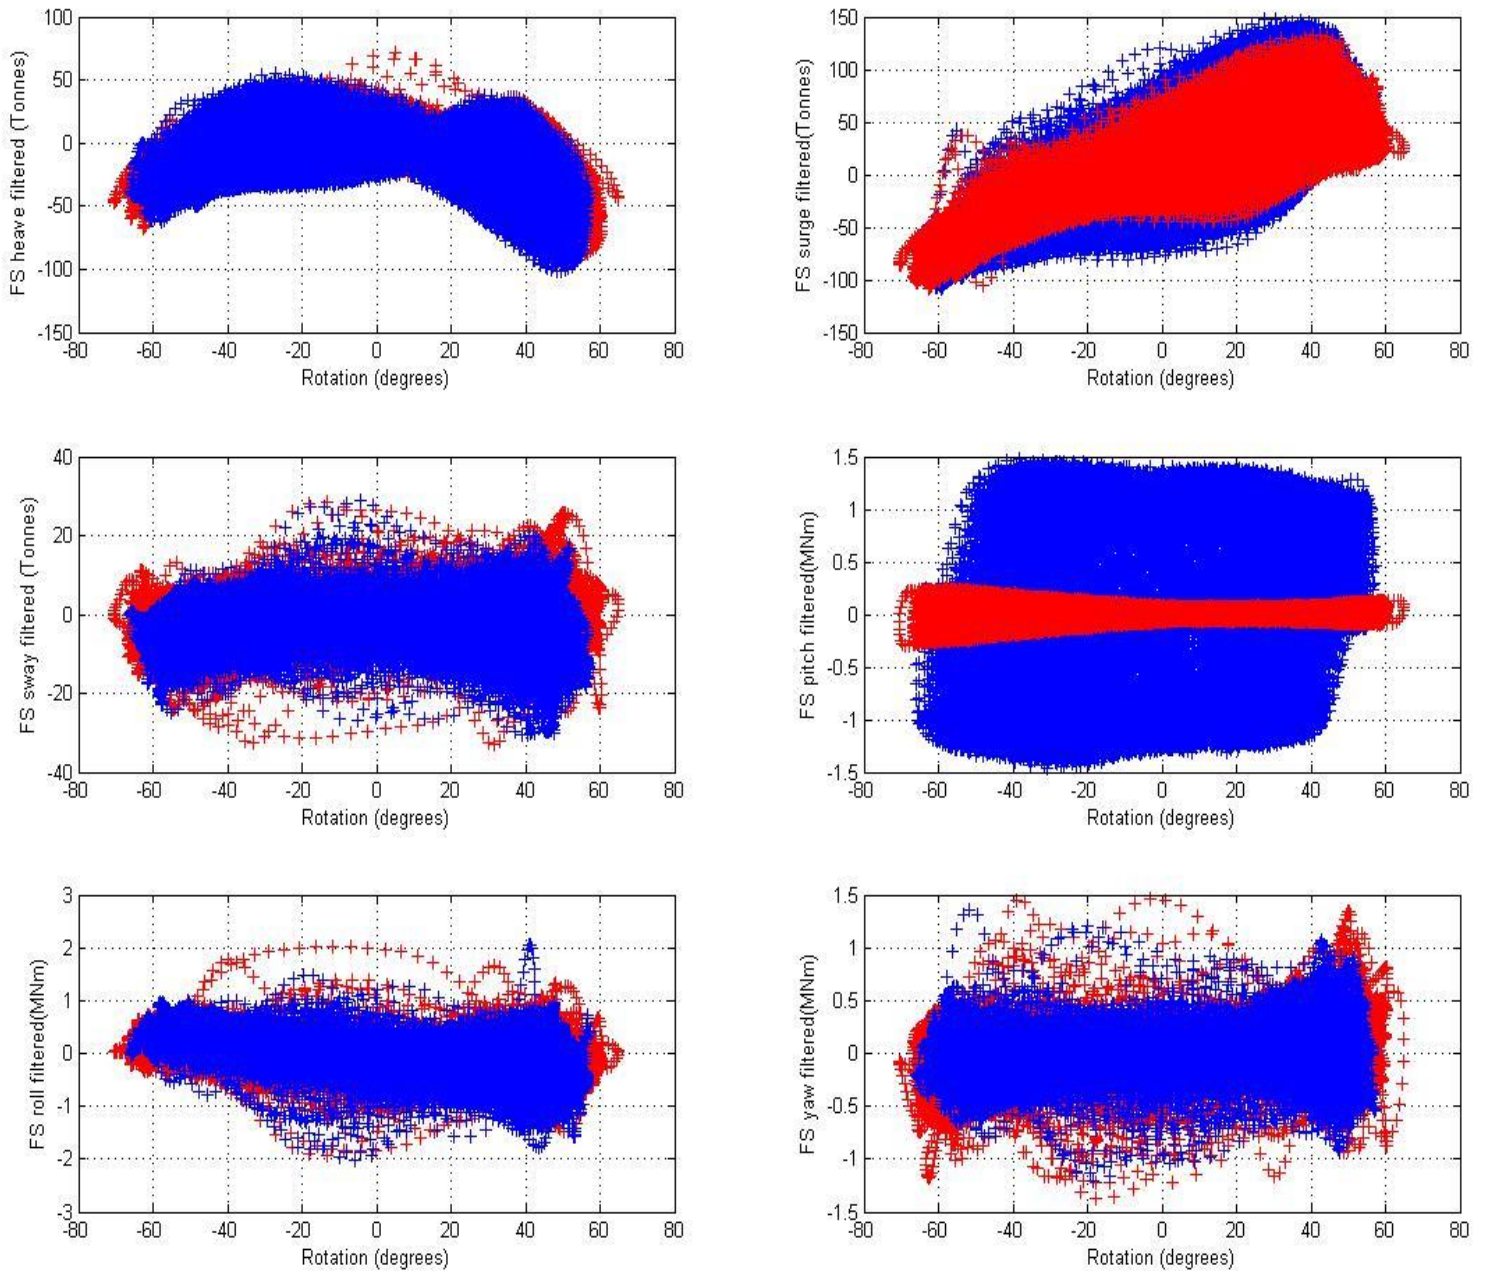 100
50
0
-50
-100
-150
FS heave filtered (Tonnes)
-80 -60 -40 -20 0 20 40 60 80
Rotation (degrees)
150
100
50
0
-50
-100
-150
FS surge filtered(Tonnes)
-80 -60 -40 -20 0 20 40 60 80
Rotation (degrees)
40
20
0
-20
-40
FS sway filtered (Tonnes)
-80 -60 -40 -20 0 20 40 60 80
Rotation (degrees)
1.5
1
0.5
0
-0.5
-1
-1.5
FS pitch filtered(MNm)
-80 -60 -40 -20 0 20 40 60 80
Rotation (degrees)
3
2
1
0
-1
-2
-3
FS roll filtered(MNm)
-80 -60 -40 -20 0 20 40 60 80
Rotation (degrees)
1.5
1
0.5
0
-0.5
-1
-1.5
FS yaw filtered(MNm)
-80 -60 -40 -20 0 20 40 60 80
Rotation (degrees)